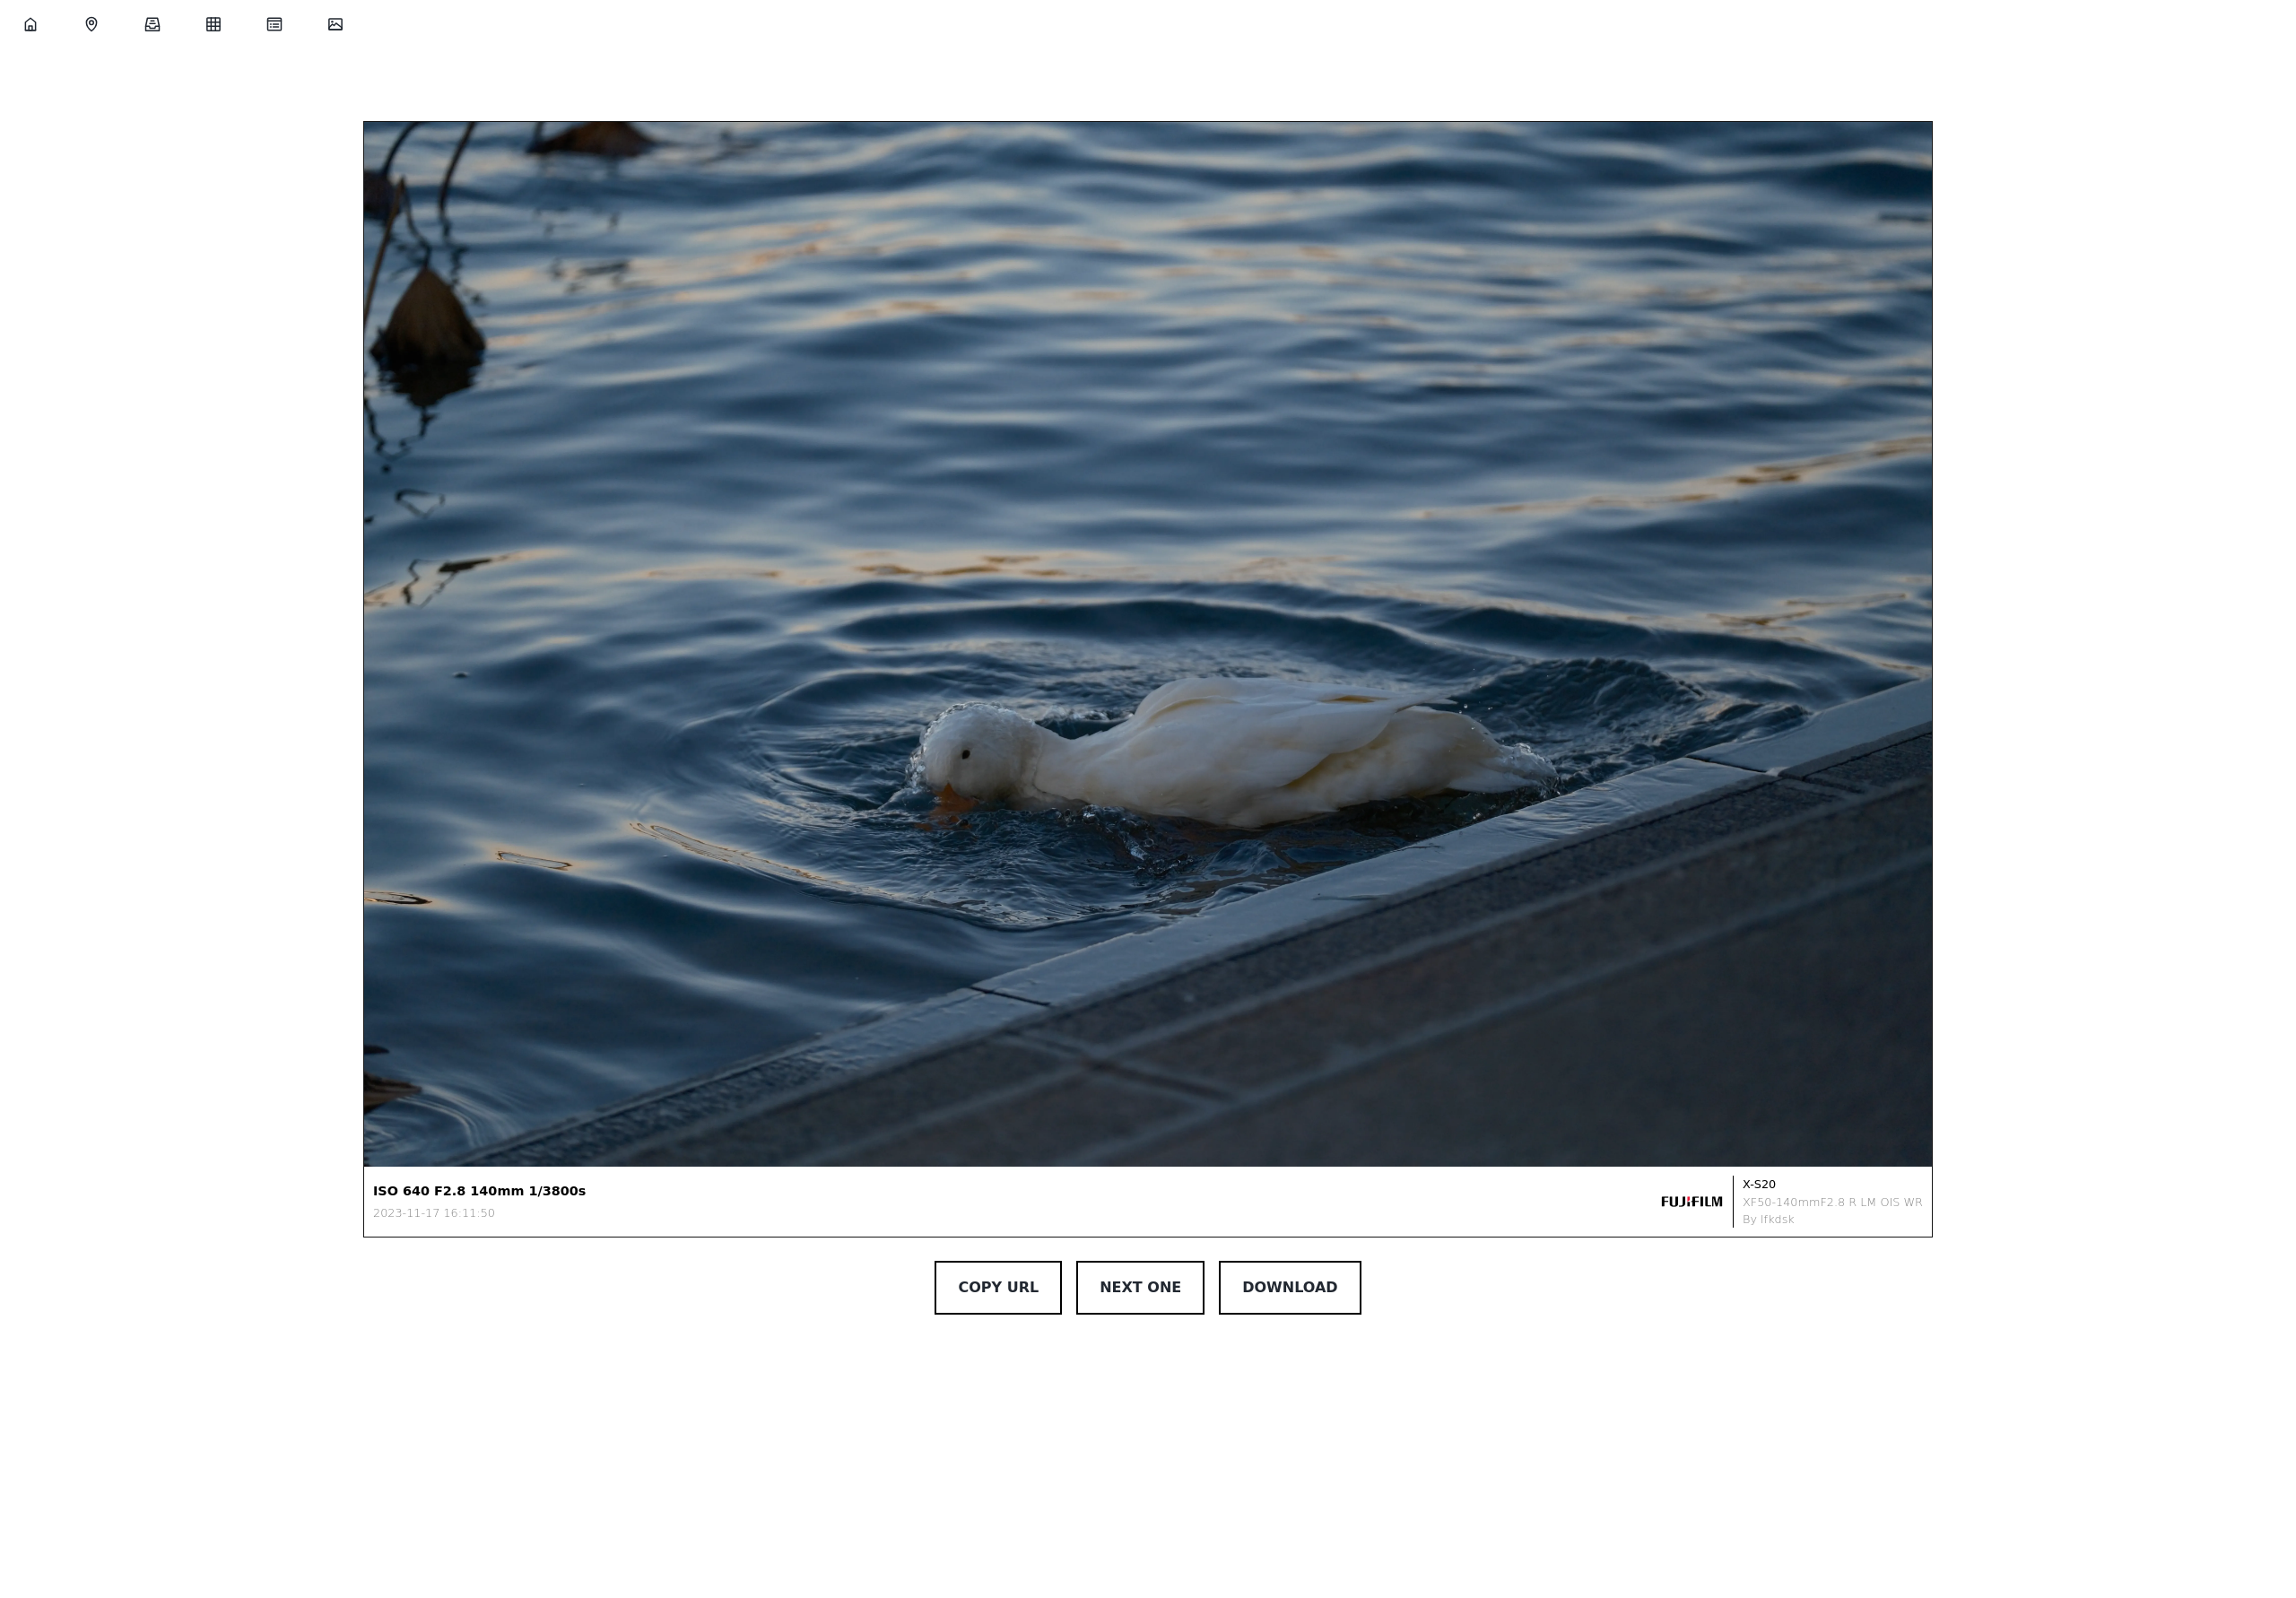 ISO 640 F2.8 140mm 1/3800s
2023-11-17 16:11:50
FUJIFILM
X-S20
XF50-140mmF2.8 R LM OIS WR
By lfkdsk
COPY URL
NEXT ONE
DOWNLOAD